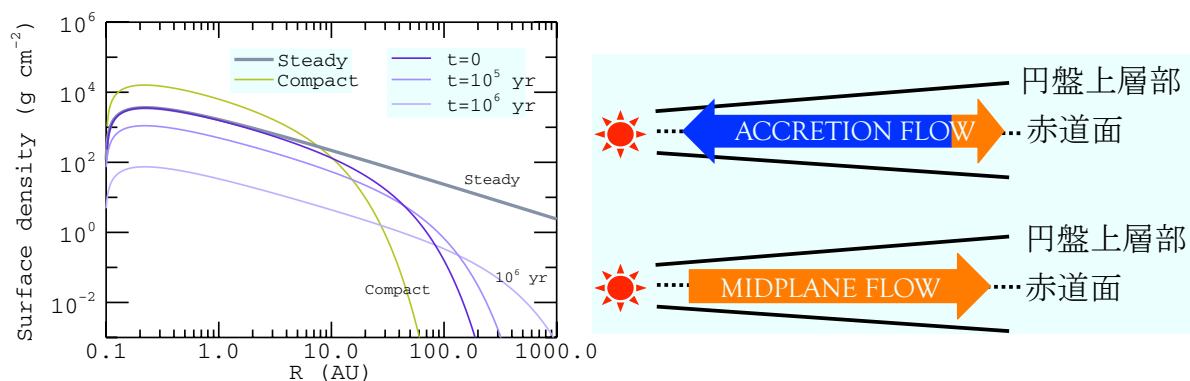 10^6
10^4
10^2
10^0
10^-2
Surface density (g cm^-2)
Steady
Compact
t=0
t=10^5 yr
t=10^6 yr
Steady
Compact
10^6 yr
0.1
1.0
10.0
100.0
1000.0
R (AU)
円盤上層部
ACCRETION FLOW
赤道面
円盤上層部
MIDPLANE FLOW
赤道面